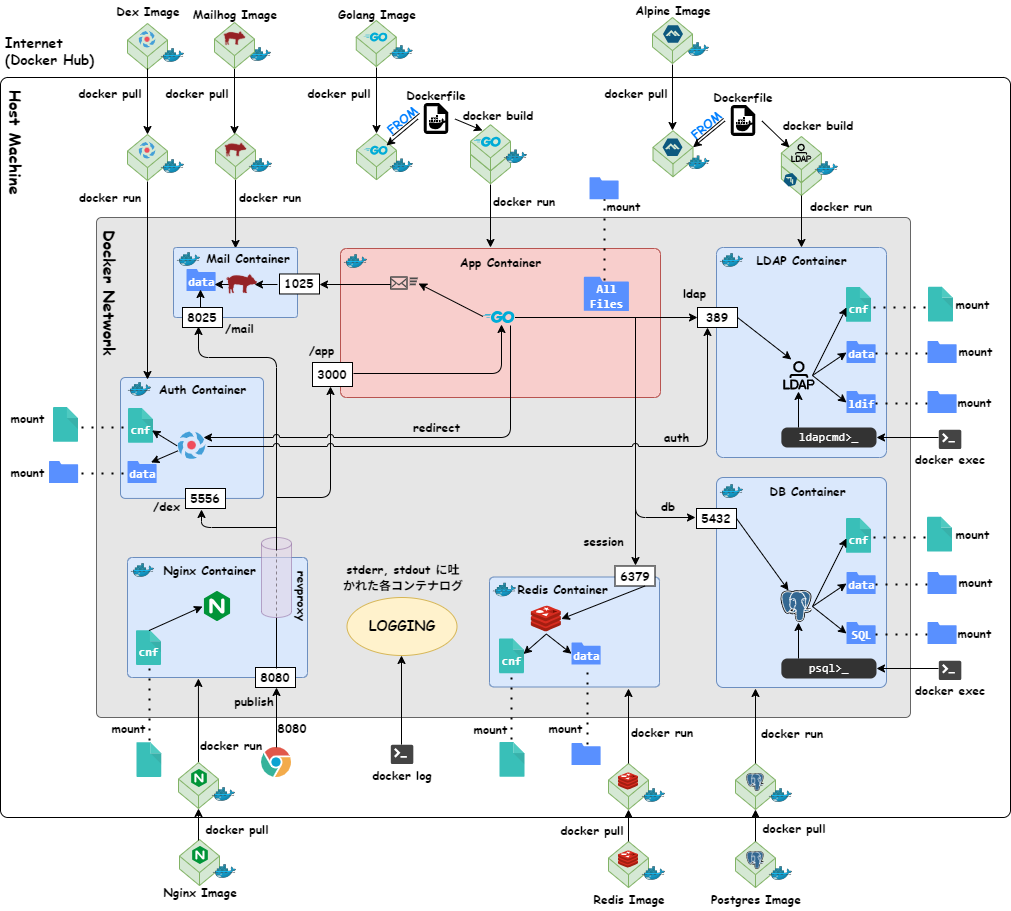 Dex Image
Mailhog Image
Golang Image
Alpine Image
Internet
(Docker Hub)
Host Machine
docker pull
docker pull
docker pull
docker pull
Dockerfile
FROM
GO
GO
docker build
GO
Dockerfile
FROM
docker build
LDAP
docker run
docker run
docker run
docker run
mount
Docker Network
Mail Container
data
1025
8025
/mail
App Container
GO
All
Files
/app
3000
LDAP Container
ldap
389
cnf
mount
data
mount
LDAP
ldif
mount
ldapcmd>_
docker exec
Auth Container
mount
cnf
mount
data
redirect
auth
/dex
5556
db
5432
session
6379
DB Container
cnf
mount
data
mount
SQL
mount
psql>_
docker exec
Nginx Container
revproxy
cnf
8080
publish
8080
mount
stderr, stdout に吐
かれた各コンテナログ
LOGGING
docker log
Redis Container
cnf
data
mount
mount
docker run
docker run
docker run
docker pull
docker pull
docker pull
Nginx Image
Redis Image
Postgres Image